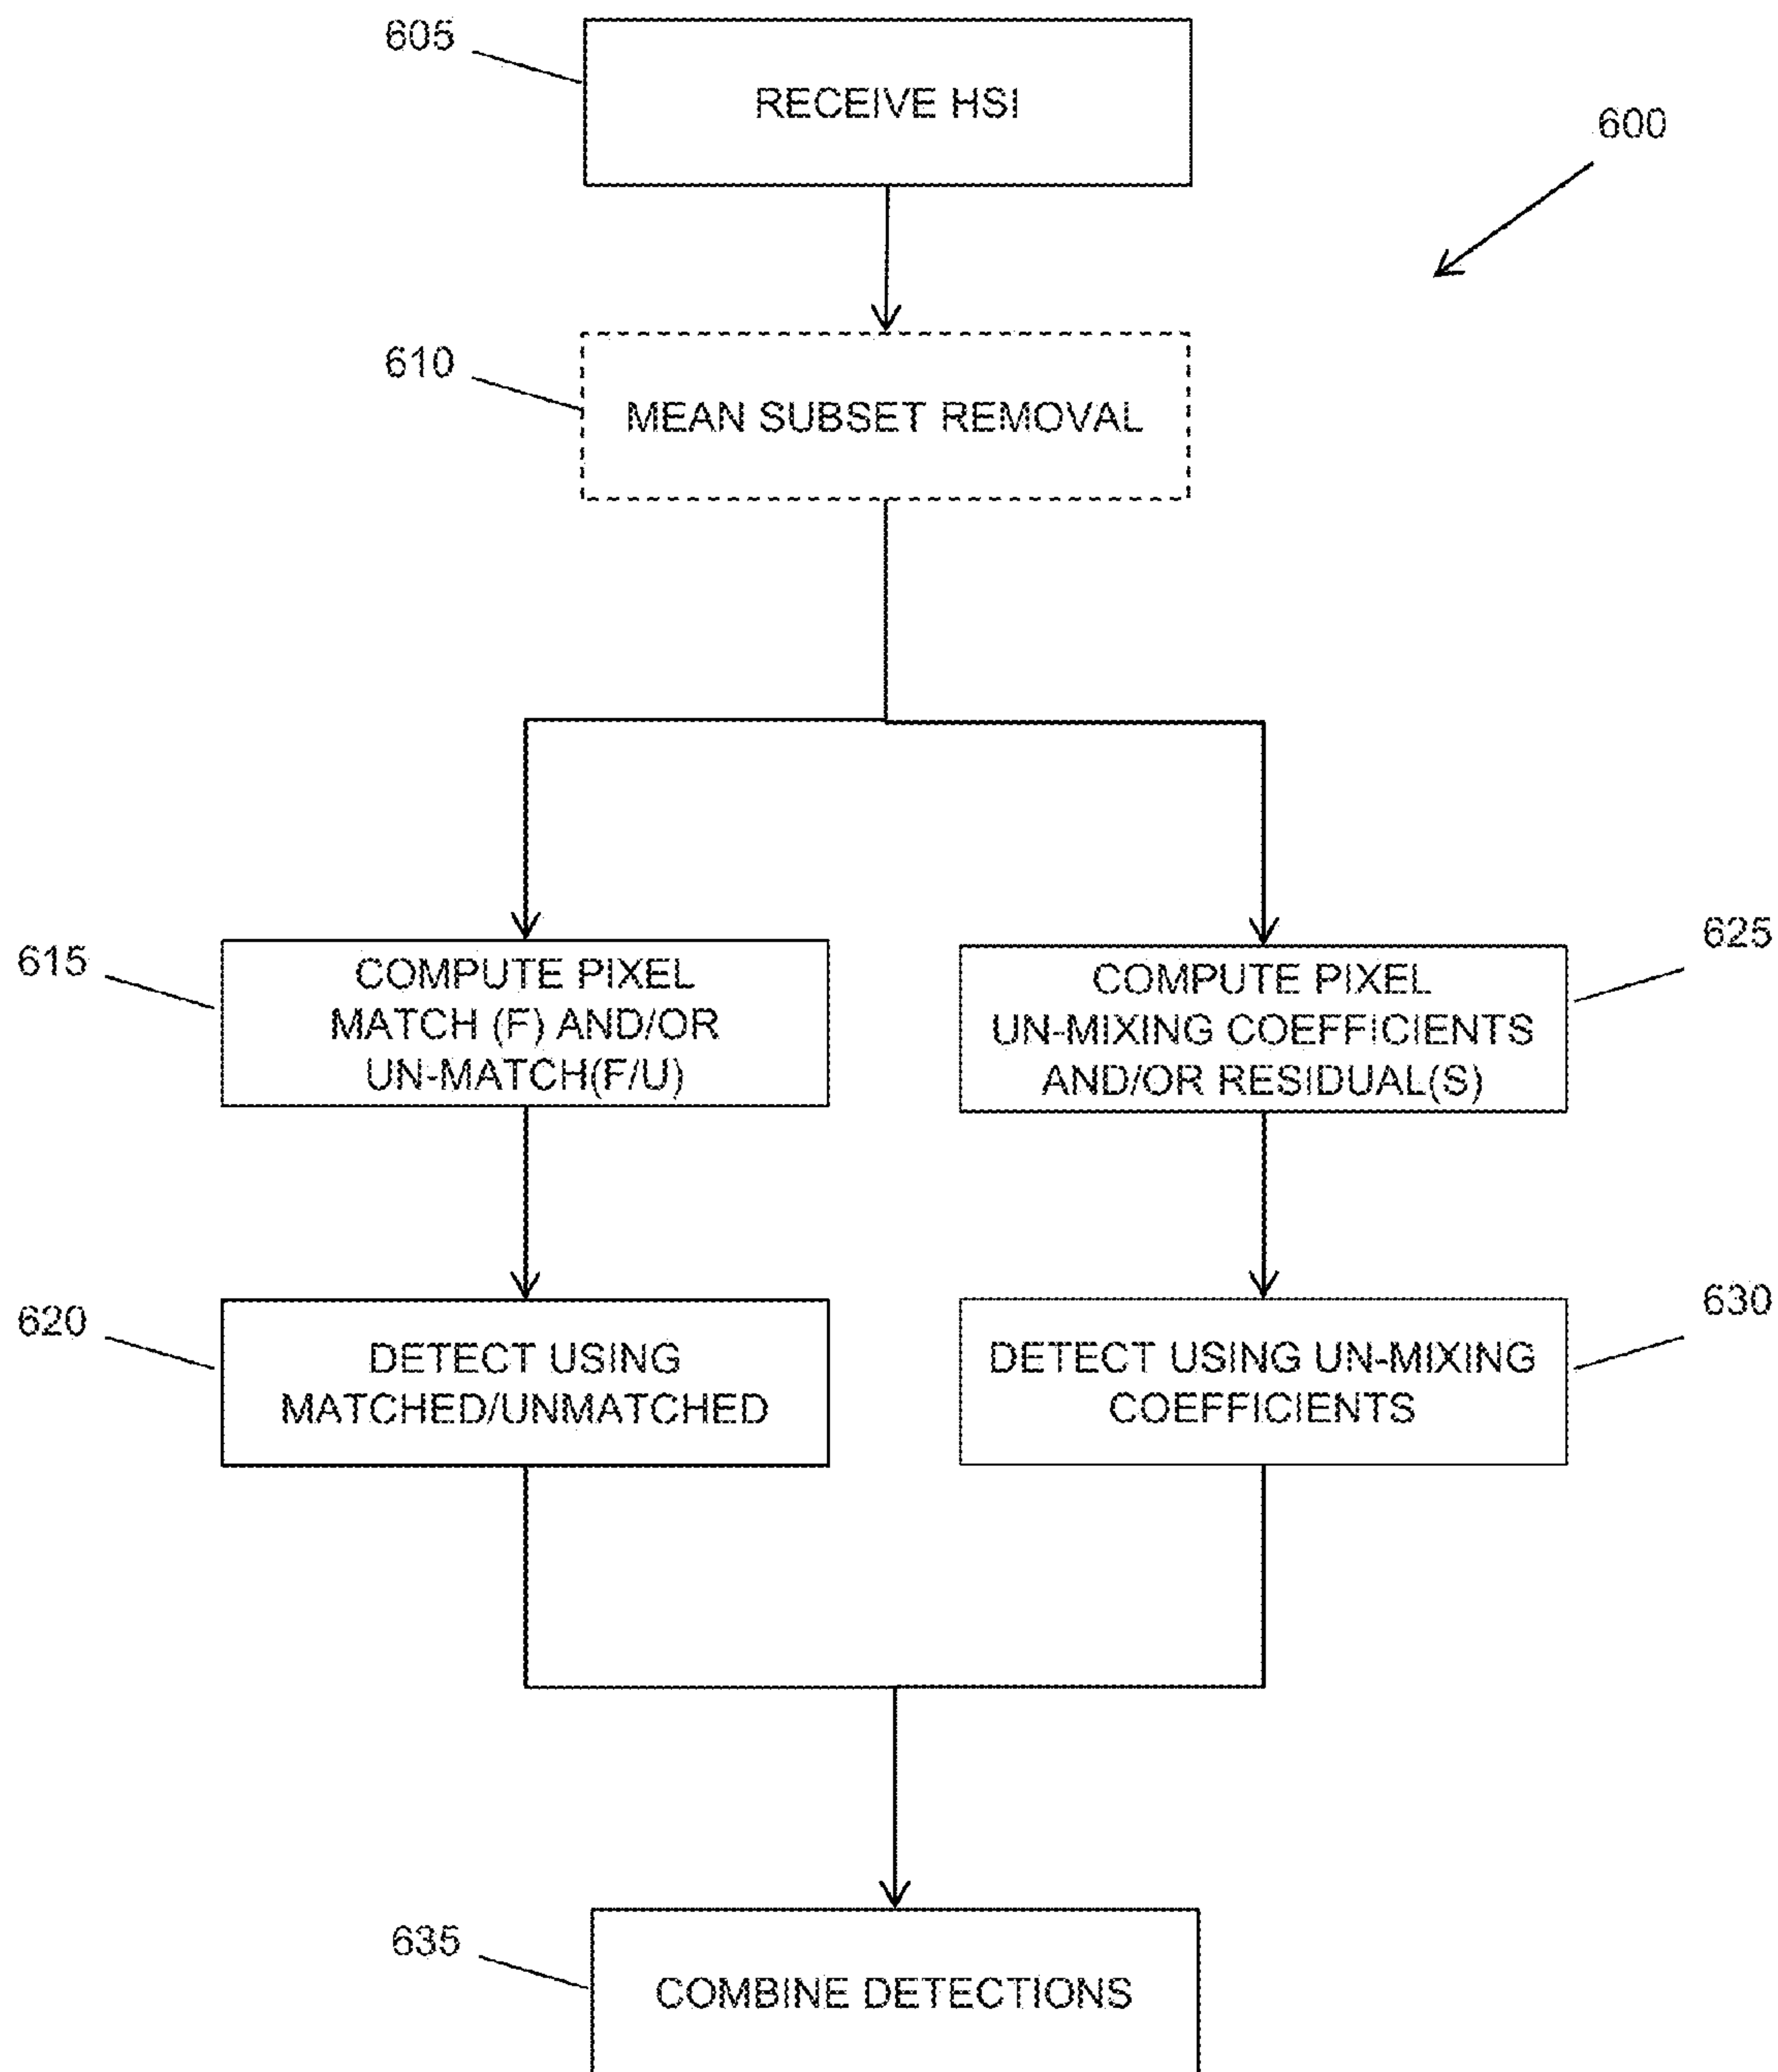 605
RECEIVE HSI
600
610
MEAN SUBSET REMOVAL
615
COMPUTE PIXEL
MATCH (F) AND/OR
UN-MATCH(F/U)
625
COMPUTE PIXEL
UN-MIXING COEFFICIENTS
AND/OR RESIDUAL(S)
620
DETECT USING
MATCHED/UNMATCHED
630
DETECT USING UN-MIXING
COEFFICIENTS
635
COMBINE DETECTIONS